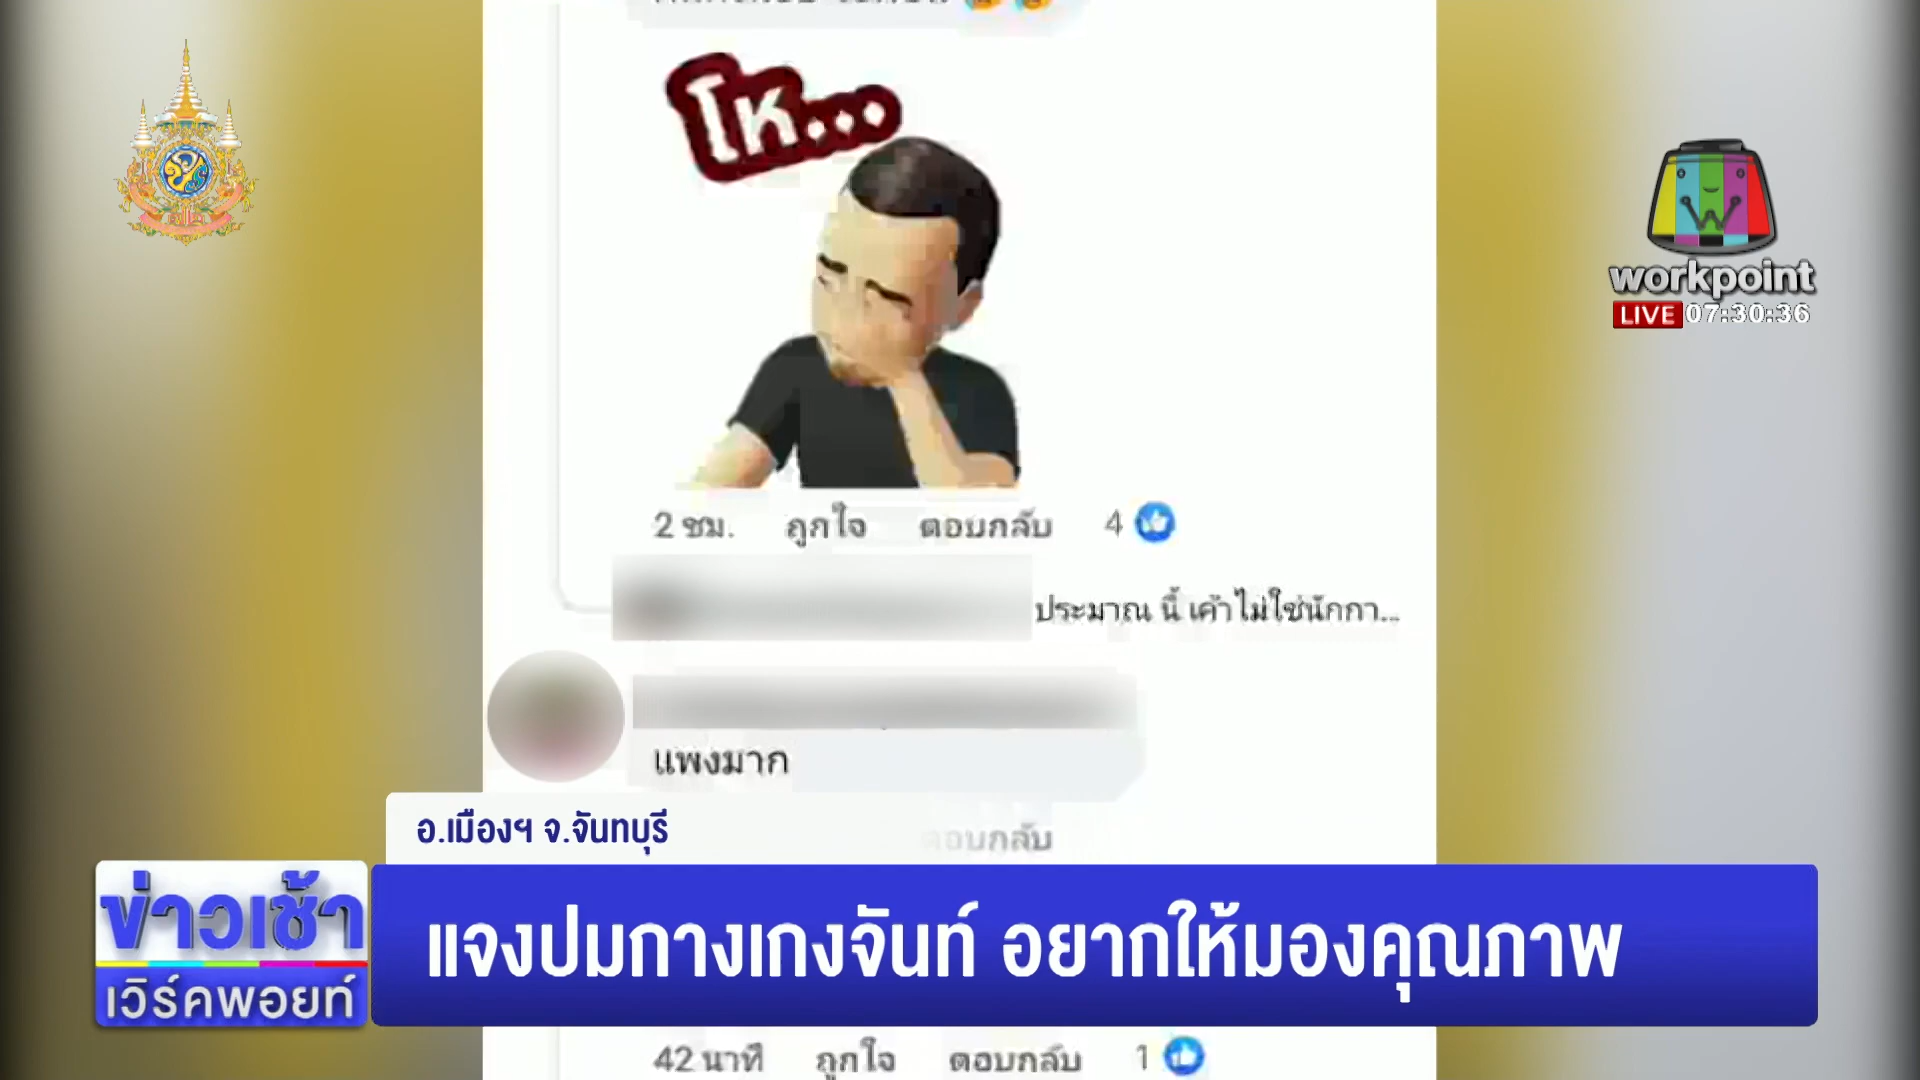 โห...
workpoint
LIVE 07:30:36
2 ชม. ถูกใจ ตอบกลับ 4
ประมาณ นี้ เค้าไม่ใช่นักกา...
แพงมาก
อ.เมืองฯ จ.จันทบุรี
ตอบกลับ
ข่าวเช้า
เวิร์คพอยท์
แจงปมกางเกงจันท์ อยากให้มองคุณภาพ
42 นาที ถูกใจ ตอบกลับ 1